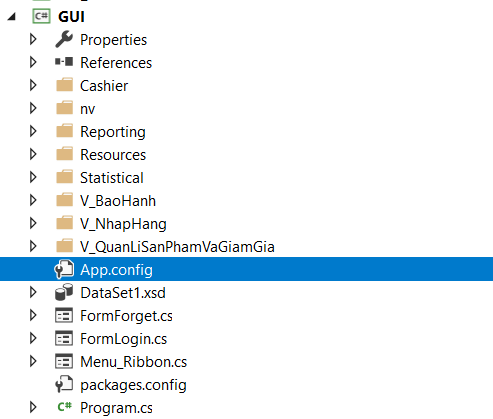 C# GUI
Properties
References
Cashier
nv
Reporting
Resources
Statistical
V_BaoHanh
V_NhapHang
V_QuanLiSanPhamVaGiamGia
App.config
DataSet1.xsd
FormForget.cs
FormLogin.cs
Menu_Ribbon.cs
packages.config
C# Program.cs